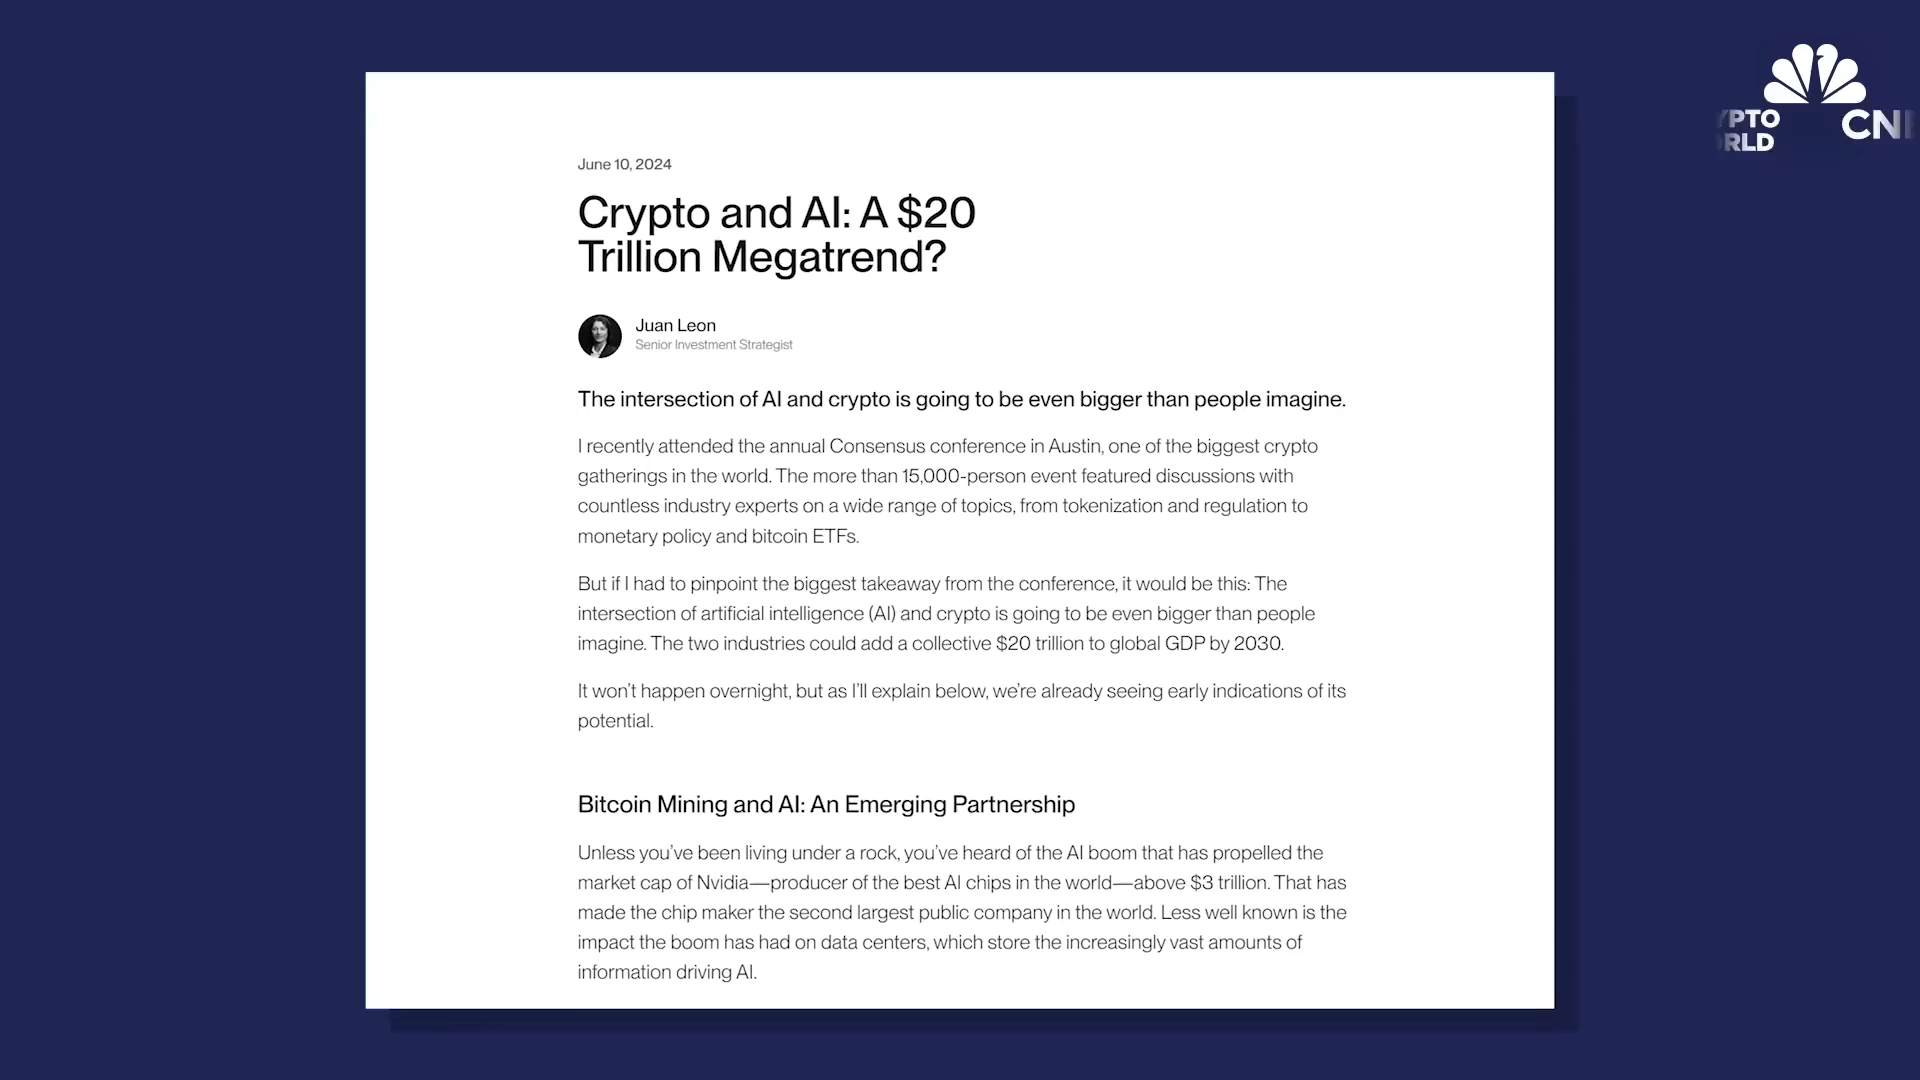 June 10, 2024
Crypto and AI: A $20
Trillion Megatrend?
Juan Leon
Senior Investment Strategist
The intersection of AI and crypto is going to be even bigger than people imagine.
I recently attended the annual Consensus conference in Austin, one of the biggest crypto
gatherings in the world. The more than 15,000-person event featured discussions with
countless industry experts on a wide range of topics, from tokenization and regulation to
monetary policy and bitcoin ETFs.
But if I had to pinpoint the biggest takeaway from the conference, it would be this: The
intersection of artificial intelligence (AI) and crypto is going to be even bigger than people
imagine. The two industries could add a collective $20 trillion to global GDP by 2030.
It won’t happen overnight, but as I’ll explain below, we’re already seeing early indications of its
potential.
Bitcoin Mining and AI: An Emerging Partnership
Unless you’ve been living under a rock, you’ve heard of the AI boom that has propelled the
market cap of Nvidia—producer of the best AI chips in the world—above $3 trillion. That has
made the chip maker the second largest public company in the world. Less well known is the
impact the boom has had on data centers, which store the increasingly vast amounts of
information driving AI.
YPTO
RLD
CN